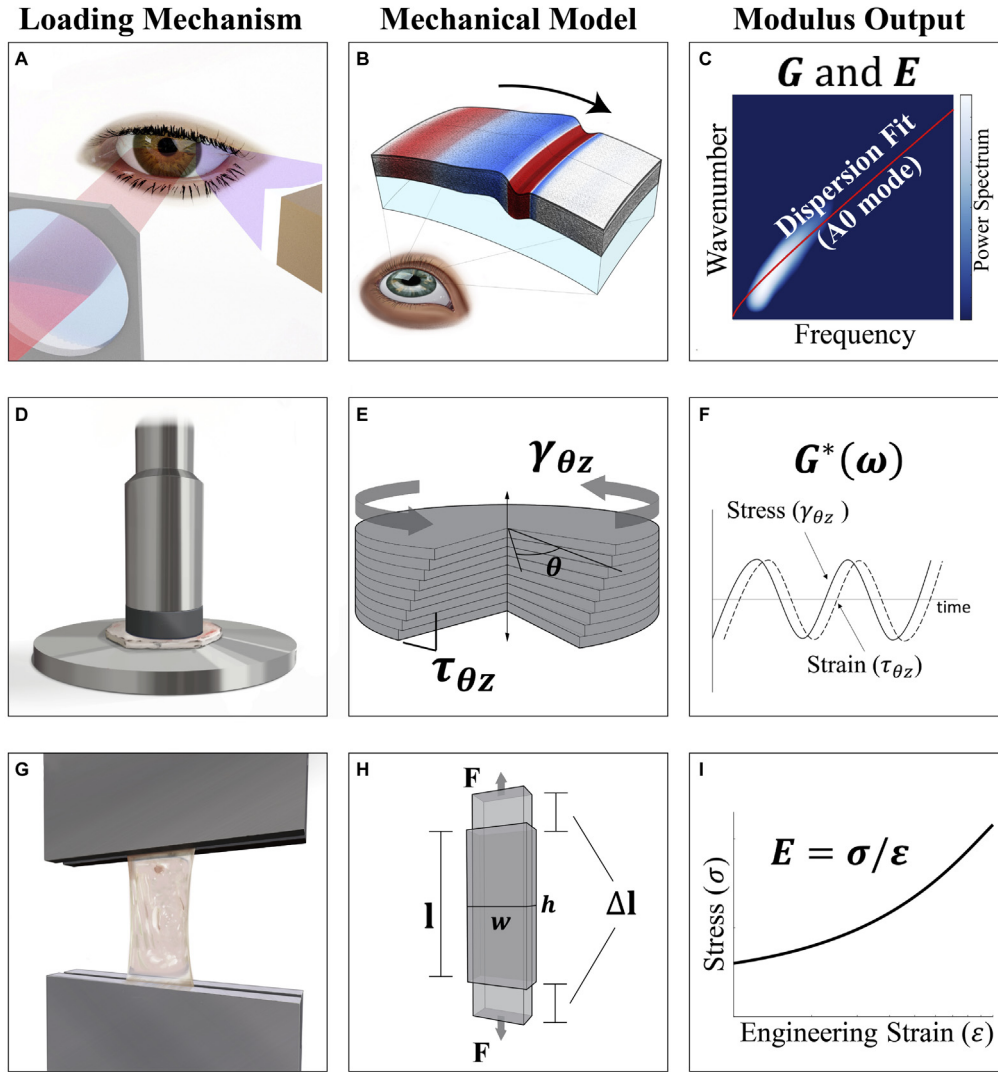 Loading Mechanism
Mechanical Model
Modulus Output
A
B
C
G and E
Wavenumber
Dispersion Fit
(A0 mode)
Power Spectrum
Frequency
D
E
γθz
θ
τθz
F
G*(ω)
Stress (γθz )
time
Strain (τθz)
G
H
F
l
w
h
Δl
F
I
E = σ/ε
Stress (σ)
Engineering Strain (ε)